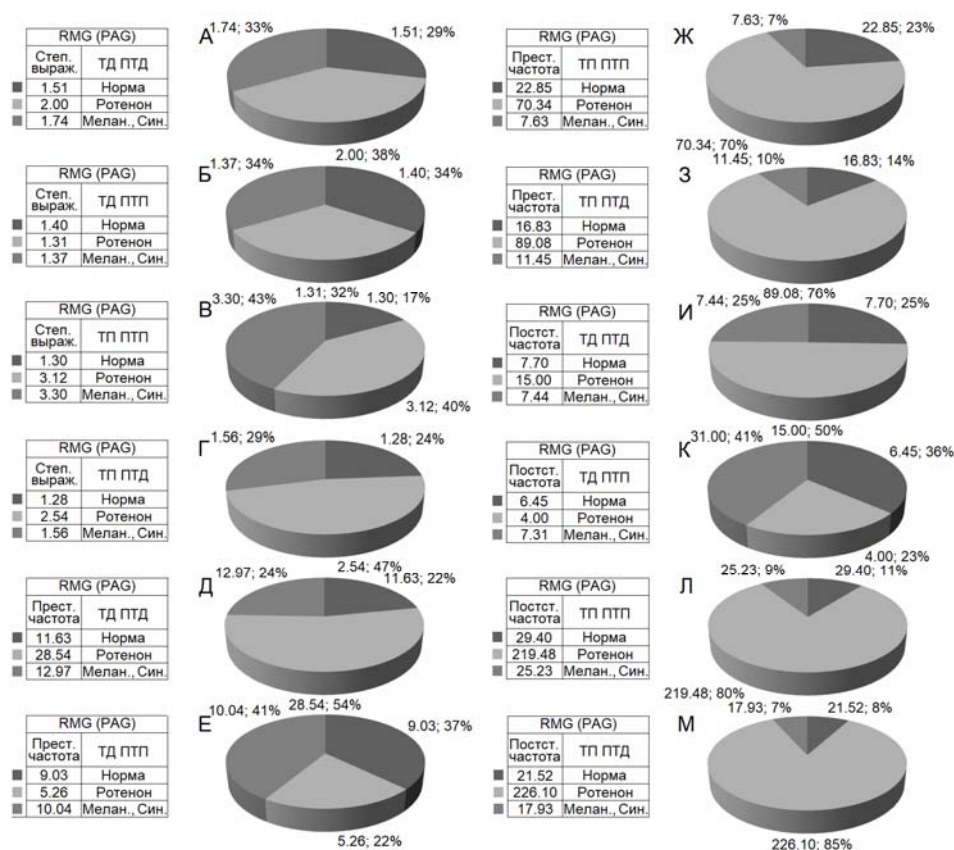 RMG (PAG)
Степ. выраж. ТД ПТД
1.51 Норма
2.00 Ротенон
1.74 Мелан., Син.
А
1.74; 33%
1.51; 29%
2.00; 38%
RMG (PAG)
Степ. выраж. ТД ПТП
1.40 Норма
1.31 Ротенон
1.37 Мелан., Син.
Б
1.37; 34%
1.40; 34%
1.31; 32%
RMG (PAG)
Степ. выраж. ТП ПТП
1.30 Норма
3.12 Ротенон
3.30 Мелан., Син.
В
3.30; 43%
1.30; 17%
3.12; 40%
RMG (PAG)
Степ. выраж. ТП ПТД
1.28 Норма
2.54 Ротенон
1.56 Мелан., Син.
Г
1.56; 29%
1.28; 24%
2.54; 47%
RMG (PAG)
Прест. частота ТД ПТД
11.63 Норма
28.54 Ротенон
12.97 Мелан., Син.
Д
12.97; 24%
11.63; 22%
28.54; 54%
RMG (PAG)
Прест. частота ТД ПТП
9.03 Норма
5.26 Ротенон
10.04 Мелан., Син.
Е
10.04; 41%
9.03; 37%
5.26; 22%
RMG (PAG)
Прест. частота ТП ПТП
22.85 Норма
70.34 Ротенон
7.63 Мелан., Син.
Ж
7.63; 7%
22.85; 23%
70.34; 70%
RMG (PAG)
Прест. частота ТП ПТД
16.83 Норма
89.08 Ротенон
11.45 Мелан., Син.
З
11.45; 10%
16.83; 14%
89.08; 76%
RMG (PAG)
Постст. частота ТД ПТД
7.70 Норма
15.00 Ротенон
7.44 Мелан., Син.
И
7.44; 25%
7.70; 25%
15.00; 50%
RMG (PAG)
Постст. частота ТД ПТП
6.45 Норма
4.00 Ротенон
7.31 Мелан., Син.
К
31.00; 41%
6.45; 36%
4.00; 23%
RMG (PAG)
Постст. частота ТП ПТП
29.40 Норма
219.48 Ротенон
25.23 Мелан., Син.
Л
25.23; 9%
29.40; 11%
219.48; 80%
RMG (PAG)
Постст. частота ТП ПТД
21.52 Норма
226.10 Ротенон
17.93 Мелан., Син.
М
17.93; 7%
21.52; 8%
226.10; 85%